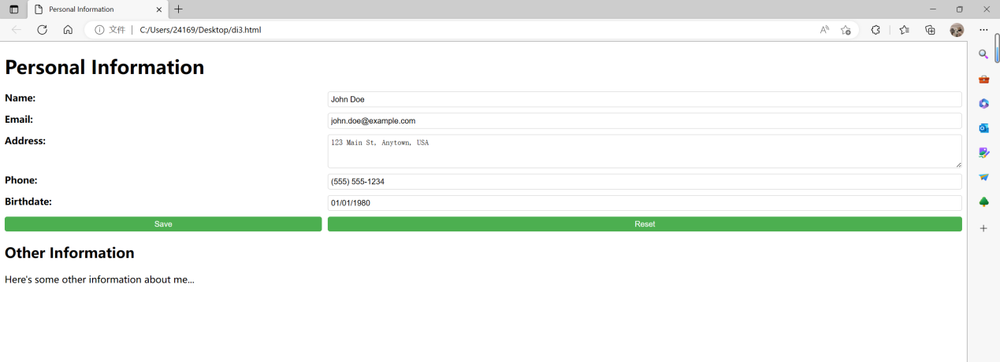 Personal Information
文件 C:/Users/24169/Desktop/di3.html
Personal Information
Name: John Doe
Email: john.doe@example.com
Address: 123 Main St, Anytown, USA
Phone: (555) 555-1234
Birthdate: 01/01/1980
Save Reset
Other Information
Here's some other information about me...